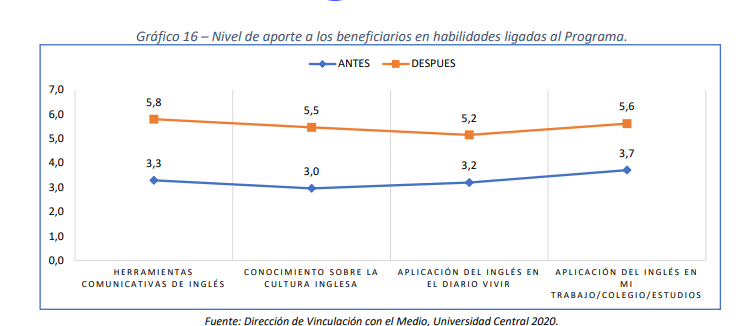 Gráfico 16 – Nivel de aporte a los beneficiarios en habilidades ligadas al Programa.
ANTES DESPUES
7,0
6,0
5,0
4,0
3,0
2,0
1,0
0,0
5,8 5,5 5,2 5,6
3,3 3,0 3,2 3,7
HERRAMIENTAS COMUNICATIVAS DE INGLÉS
CONOCIMIENTO SOBRE LA CULTURA INGLESA
APLICACIÓN DEL INGLÉS EN EL DIARIO VIVIR
APLICACIÓN DEL INGLÉS EN MI TRABAJO/COLEGIO/ESTUDIOS
Fuente: Dirección de Vinculación con el Medio, Universidad Central 2020.